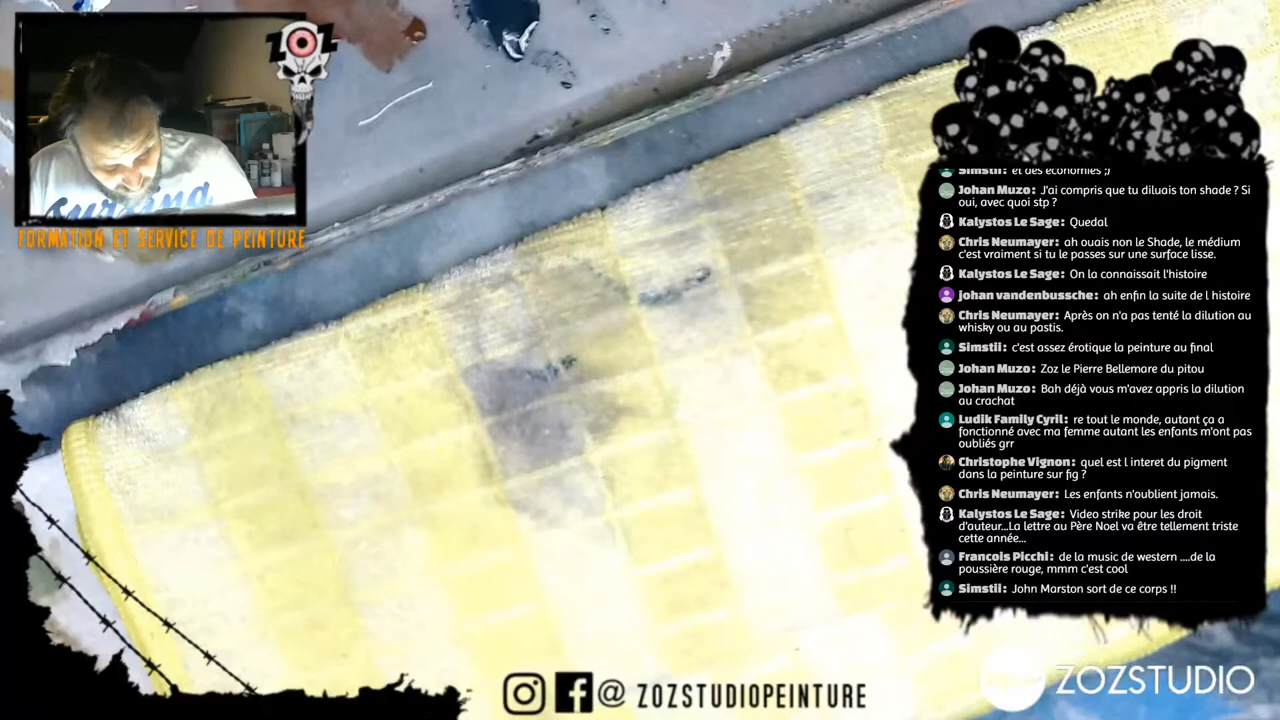 ZOZ
Surfing
FORMATION ET SERVICE DE PEINTURE
Simstii: et des économies ;)
Johan Muzo: J'ai compris que tu diluais ton shade ? Si
oui, avec quoi stp ?
Kalystos Le Sage: Quedal
Chris Neumayer: ah ouais non le Shade, le médium
c'est vraiment si tu le passes sur une surface lisse.
Kalystos Le Sage: On la connaissait l'histoire
johan vandenbussche: ah enfin la suite de l histoire
Chris Neumayer: Après on n'a pas tenté la dilution au
whisky ou au pastis.
Simstii: c'est assez érotique la peinture au final
Johan Muzo: Zoz le Pierre Bellemare du pitou
Johan Muzo: Bah déjà vous m'avez appris la dilution
au crachat
Ludik Family Cyril: re tout le monde, autant ça a
fonctionné avec ma femme autant les enfants m'ont pas
oubliés grr
Christophe Vignon: quel est l interet du pigment
dans la peinture sur fig ?
Chris Neumayer: Les enfants n'oublient jamais.
Kalystos Le Sage: Video strike pour les droit
d'auteur...La lettre au Père Noel va être tellement triste
cette année...
Francois Picchi: de la music de western ....de la
poussière rouge, mmm c'est cool
Simstii: John Marston sort de ce corps !!
@ ZOZSTUDIOPEINTURE
ZOZSTUDIO